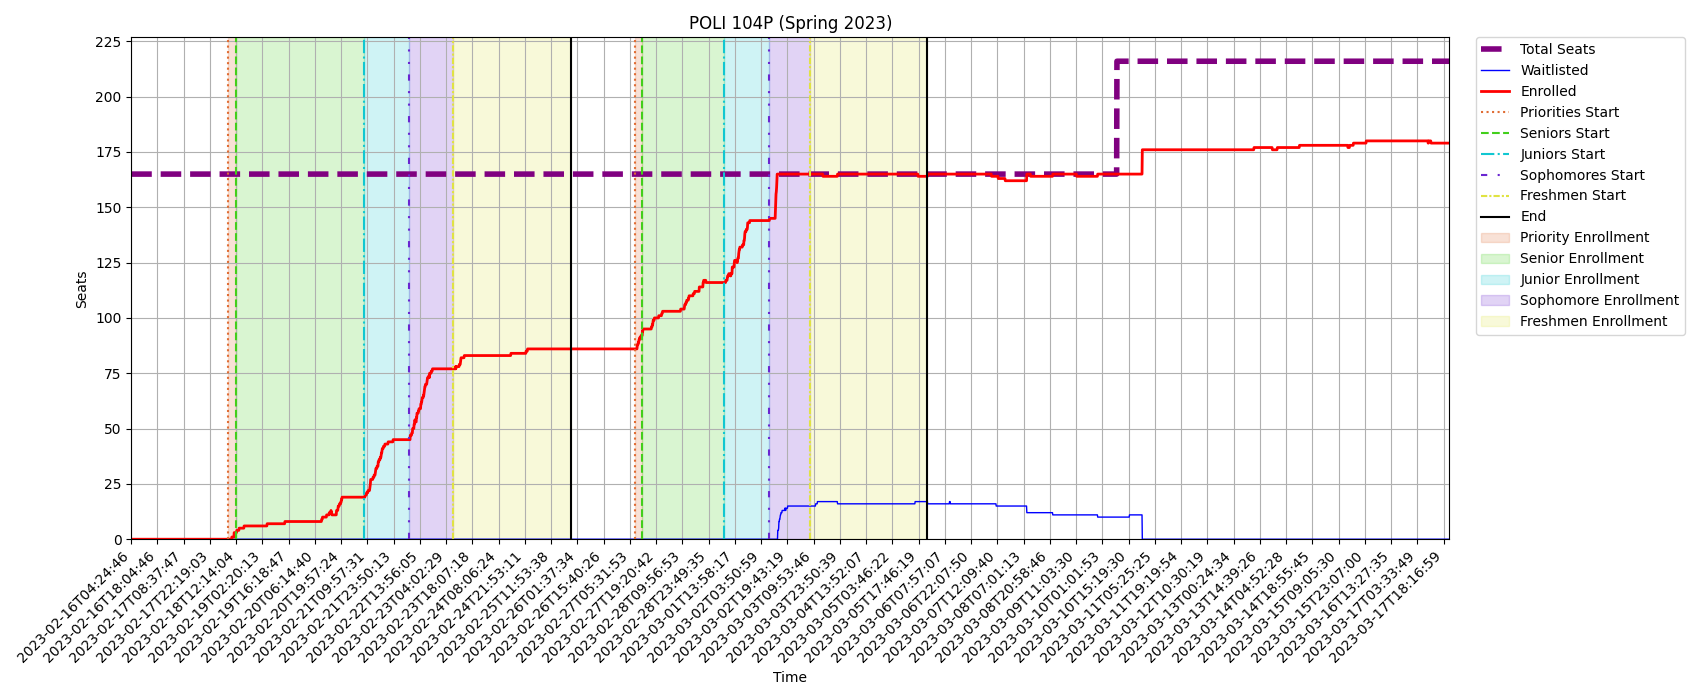 POLI 104P (Spring 2023)
225
200
175
150
125
100
75
50
25
0
Seats
2023-02-16T04:24:46
2023-02-16T18:04:46
2023-02-17T08:37:47
2023-02-17T22:19:03
2023-02-18T12:14:04
2023-02-19T02:20:13
2023-02-19T16:18:47
2023-02-20T06:14:40
2023-02-20T19:57:24
2023-02-21T09:57:31
2023-02-21T23:50:13
2023-02-22T13:56:05
2023-02-23T04:02:29
2023-02-23T18:07:18
2023-02-24T08:06:24
2023-02-24T21:53:11
2023-02-25T11:53:38
2023-02-26T01:37:34
2023-02-26T15:40:26
2023-02-27T05:31:53
2023-02-27T19:20:42
2023-02-28T09:56:53
2023-02-28T23:49:35
2023-03-01T13:58:17
2023-03-02T03:50:59
2023-03-02T19:43:19
2023-03-03T09:53:46
2023-03-03T23:50:39
2023-03-04T13:52:07
2023-03-05T03:46:22
2023-03-05T17:46:19
2023-03-06T07:57:07
2023-03-06T22:07:50
2023-03-07T12:09:40
2023-03-08T07:01:13
2023-03-08T20:58:46
2023-03-09T11:03:30
2023-03-10T01:01:53
2023-03-10T15:19:30
2023-03-11T05:25:25
2023-03-11T19:19:54
2023-03-12T10:30:19
2023-03-13T00:24:34
2023-03-13T14:39:26
2023-03-14T04:52:28
2023-03-14T18:55:45
2023-03-15T09:05:30
2023-03-15T23:07:00
2023-03-16T13:27:35
2023-03-17T03:33:49
2023-03-17T18:16:59
Time
Total Seats
Waitlisted
Enrolled
Priorities Start
Seniors Start
Juniors Start
Sophomores Start
Freshmen Start
End
Priority Enrollment
Senior Enrollment
Junior Enrollment
Sophomore Enrollment
Freshmen Enrollment